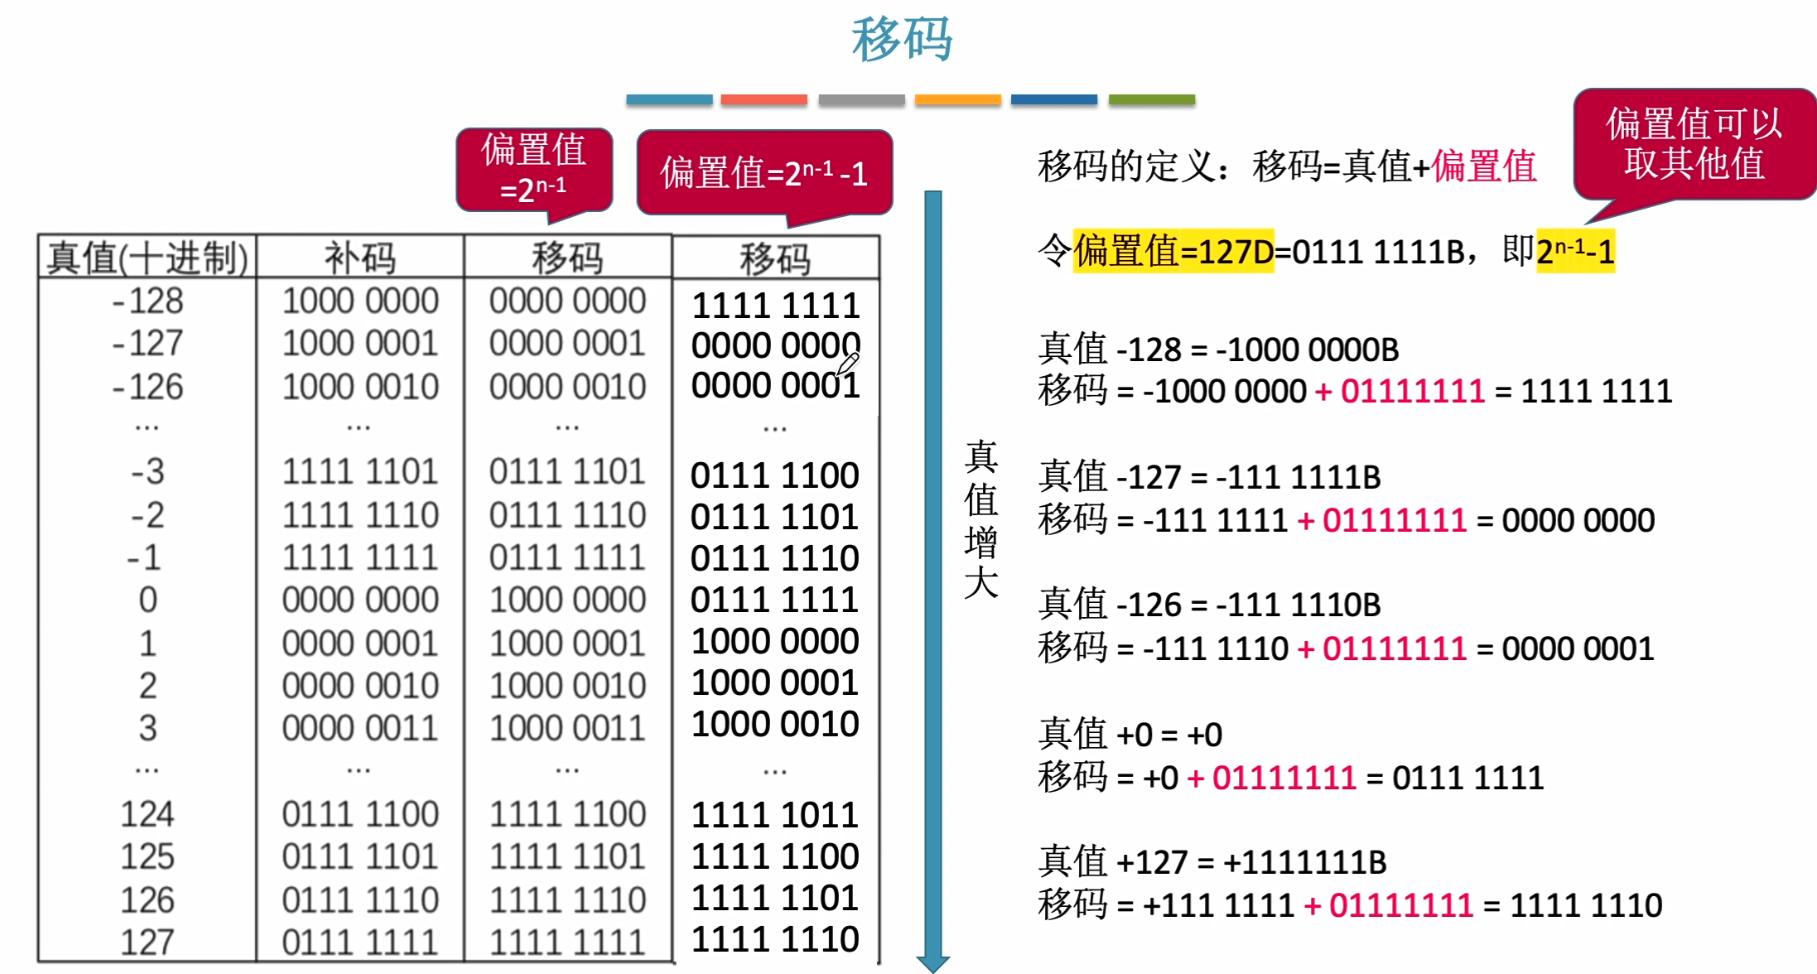 移码
偏置值
=2ⁿ⁻¹
偏置值=2ⁿ⁻¹ -1
真值(十进制) 补码 移码 移码
-128 1000 0000 0000 0000 1111 1111
-127 1000 0001 0000 0001 0000 0000
-126 1000 0010 0000 0010 0000 0001
... ... ... ...
-3 1111 1101 0111 1101 0111 1100
-2 1111 1110 0111 1110 0111 1101
-1 1111 1111 0111 1111 0111 1110
0 0000 0000 1000 0000 0111 1111
1 0000 0001 1000 0001 1000 0000
2 0000 0010 1000 0010 1000 0001
3 0000 0011 1000 0011 1000 0010
... ... ... ...
124 0111 1100 1111 1100 1111 1011
125 0111 1101 1111 1101 1111 1100
126 0111 1110 1111 1110 1111 1101
127 0111 1111 1111 1111 1111 1110
真值增大
偏置值可以
取其他值
移码的定义：移码=真值+偏置值
令偏置值=127D=0111 1111B，即2ⁿ⁻¹-1
真值 -128 = -1000 0000B
移码 = -1000 0000 + 01111111 = 1111 1111
真值 -127 = -111 1111B
移码 = -111 1111 + 01111111 = 0000 0000
真值 -126 = -111 1110B
移码 = -111 1110 + 01111111 = 0000 0001
真值 +0 = +0
移码 = +0 + 01111111 = 0111 1111
真值 +127 = +1111111B
移码 = +111 1111 + 01111111 = 1111 1110